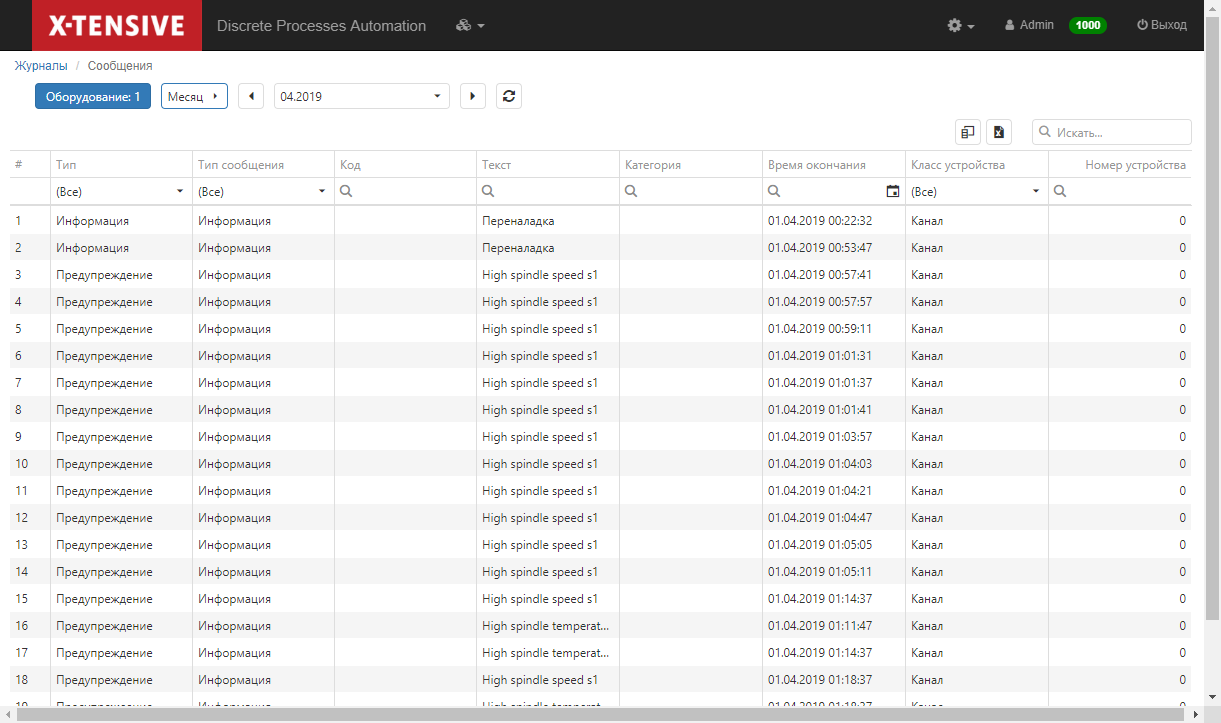 X-TENSIVE Discrete Processes Automation Admin 1000 Выход
Журналы / Сообщения
Оборудование: 1 Месяц 04.2019
Искать...
# Тип Тип сообщения Код Текст Категория Время окончания Класс устройства Номер устройства
(Все) (Все) (Все)
1 Информация Информация Переналадка 01.04.2019 00:22:32 Канал 0
2 Информация Информация Переналадка 01.04.2019 00:53:47 Канал 0
3 Предупреждение Информация High spindle speed s1 01.04.2019 00:57:41 Канал 0
4 Предупреждение Информация High spindle speed s1 01.04.2019 00:57:57 Канал 0
5 Предупреждение Информация High spindle speed s1 01.04.2019 00:59:11 Канал 0
6 Предупреждение Информация High spindle speed s1 01.04.2019 01:01:31 Канал 0
7 Предупреждение Информация High spindle speed s1 01.04.2019 01:01:37 Канал 0
8 Предупреждение Информация High spindle speed s1 01.04.2019 01:01:41 Канал 0
9 Предупреждение Информация High spindle speed s1 01.04.2019 01:03:57 Канал 0
10 Предупреждение Информация High spindle speed s1 01.04.2019 01:04:03 Канал 0
11 Предупреждение Информация High spindle speed s1 01.04.2019 01:04:21 Канал 0
12 Предупреждение Информация High spindle speed s1 01.04.2019 01:04:47 Канал 0
13 Предупреждение Информация High spindle speed s1 01.04.2019 01:05:05 Канал 0
14 Предупреждение Информация High spindle speed s1 01.04.2019 01:05:11 Канал 0
15 Предупреждение Информация High spindle speed s1 01.04.2019 01:14:37 Канал 0
16 Предупреждение Информация High spindle temperat... 01.04.2019 01:11:47 Канал 0
17 Предупреждение Информация High spindle temperat... 01.04.2019 01:14:37 Канал 0
18 Предупреждение Информация High spindle speed s1 01.04.2019 01:18:37 Канал 0